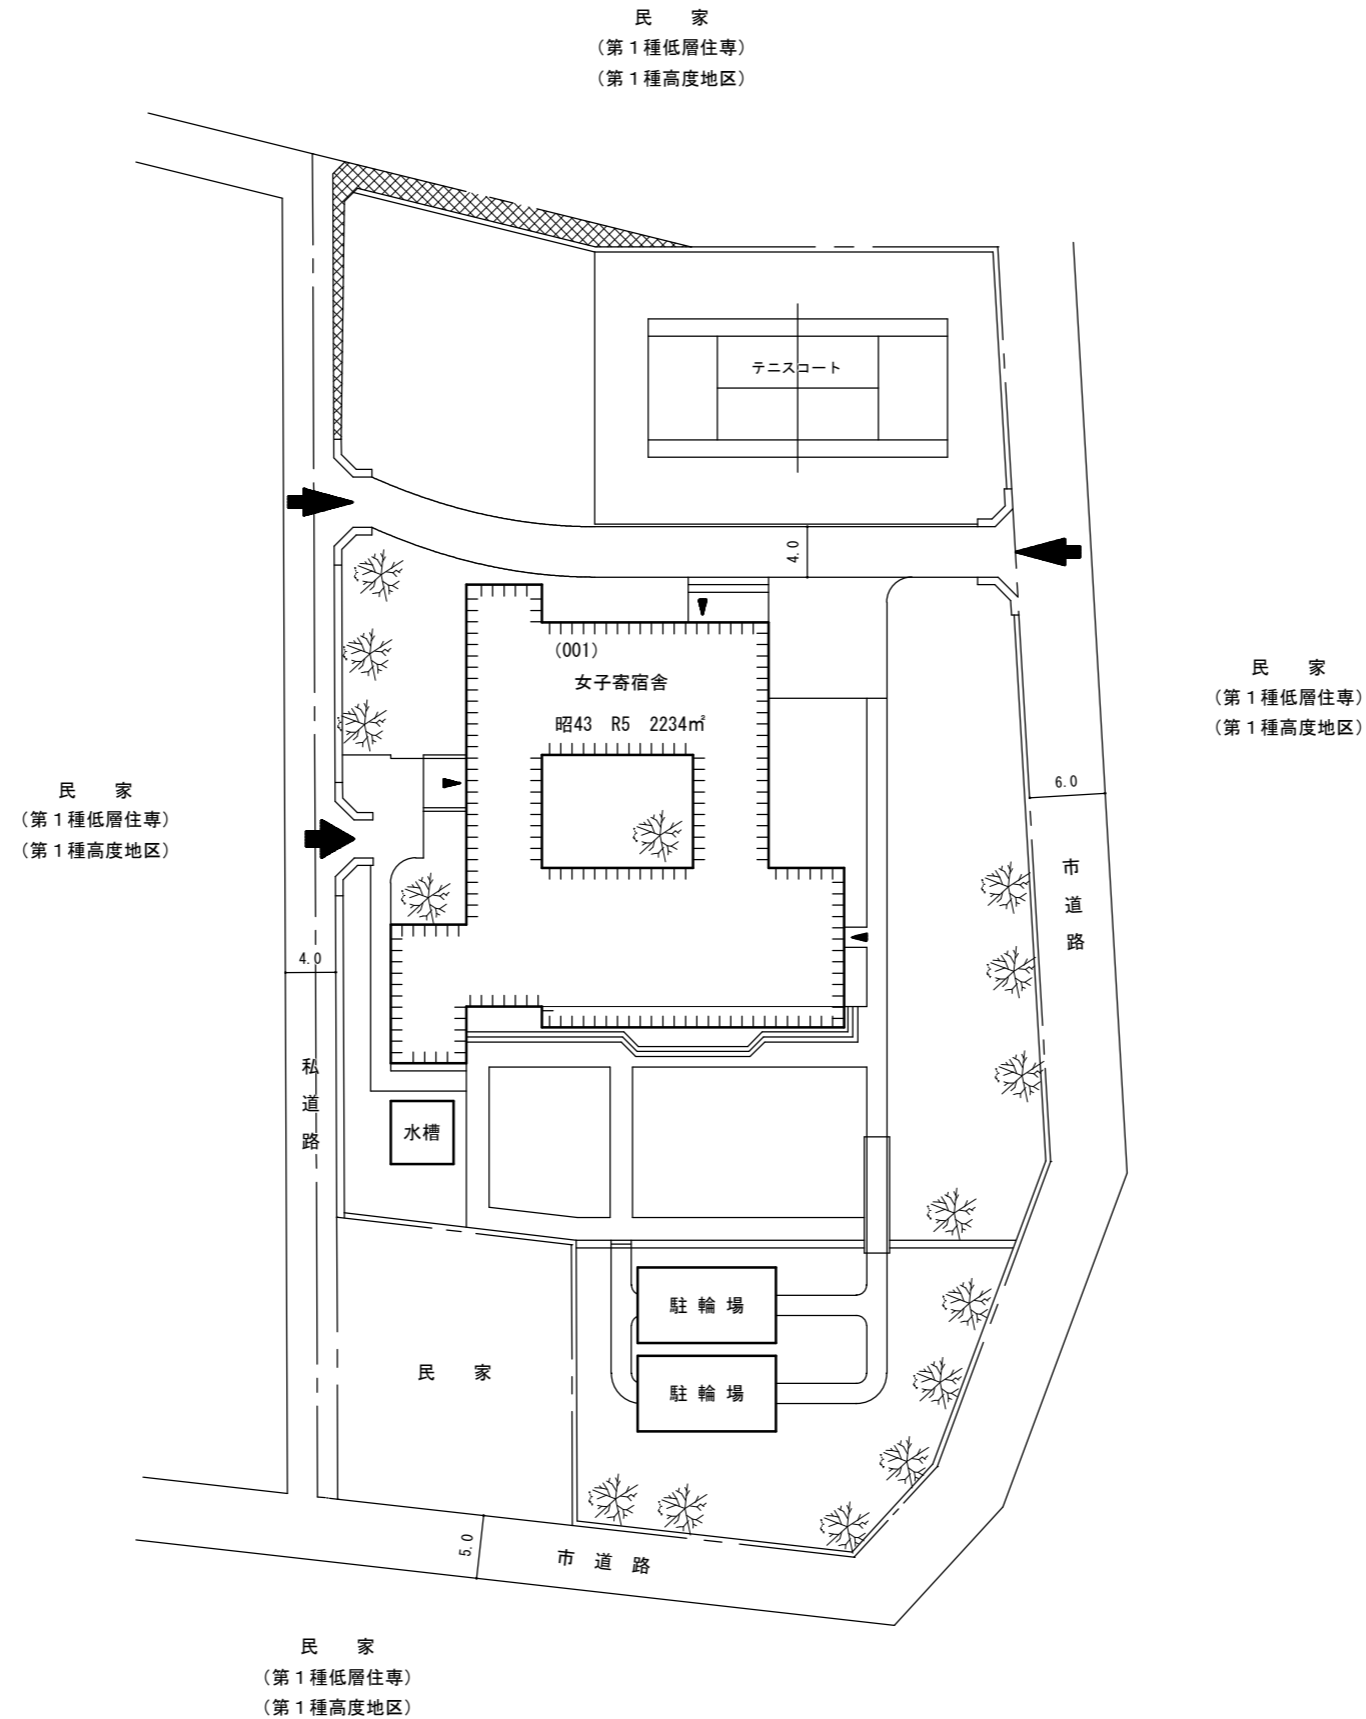 民　家
（第１種低層住専）
（第１種高度地区）
テニスコート
4.0
（001）
女子寄宿舎
昭43　R5　2234㎡
民　家
（第１種低層住専）
（第１種高度地区）
民　家
（第１種低層住専）
（第１種高度地区）
6.0
市道路
4.0
私道路
水槽
駐輪場
駐輪場
民　家
5.0
市道路
民　家
（第１種低層住専）
（第１種高度地区）